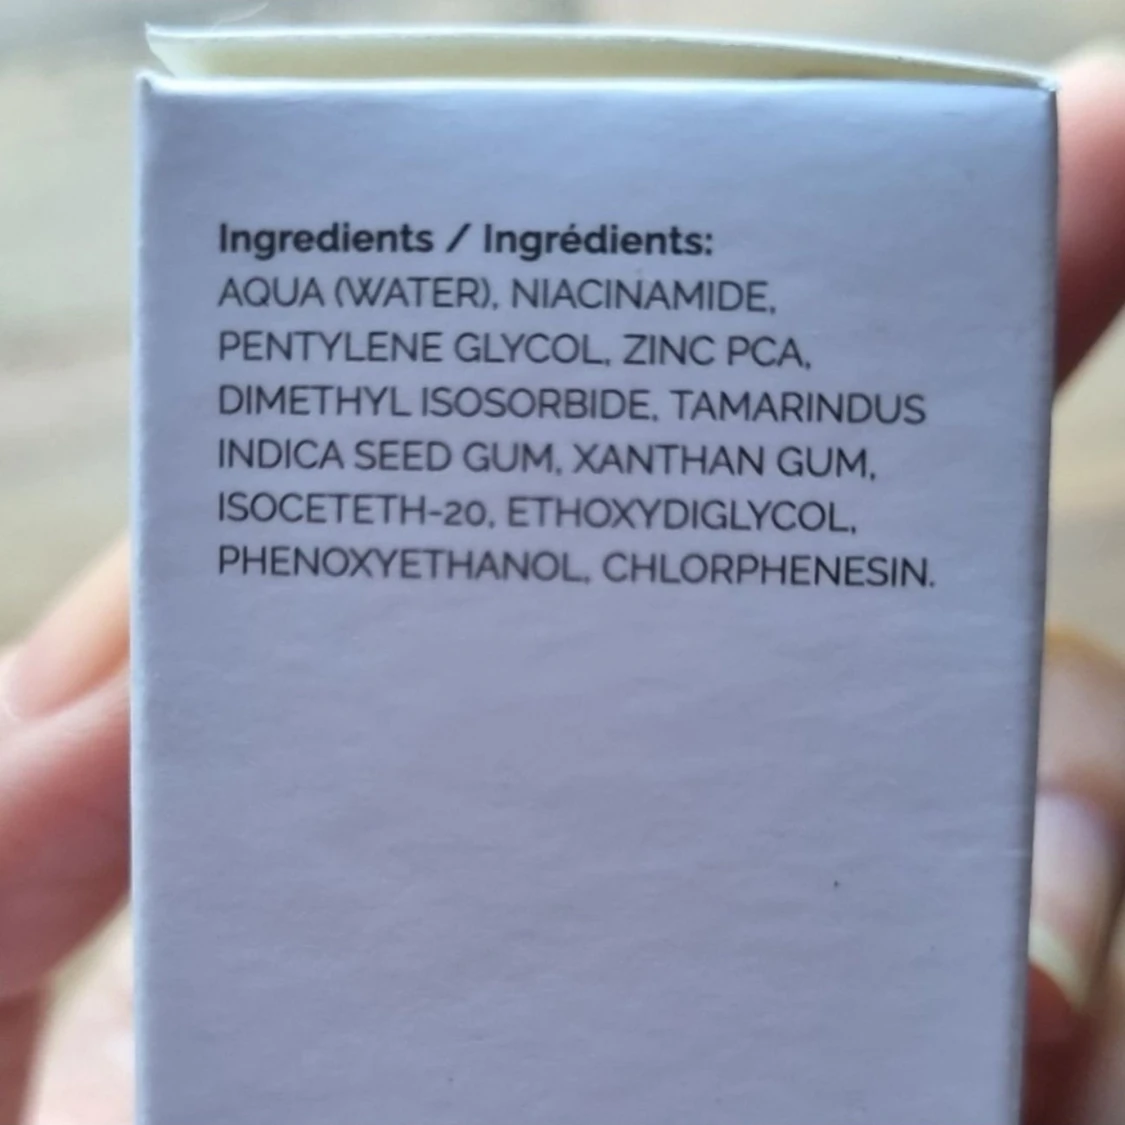 Ingredients / Ingrédients:
AQUA (WATER), NIACINAMIDE,
PENTYLENE GLYCOL, ZINC PCA,
DIMETHYL ISOSORBIDE, TAMARINDUS
INDICA SEED GUM, XANTHAN GUM,
ISOCETETH-20, ETHOXYDIGLYCOL,
PHENOXYETHANOL, CHLORPHENESIN.